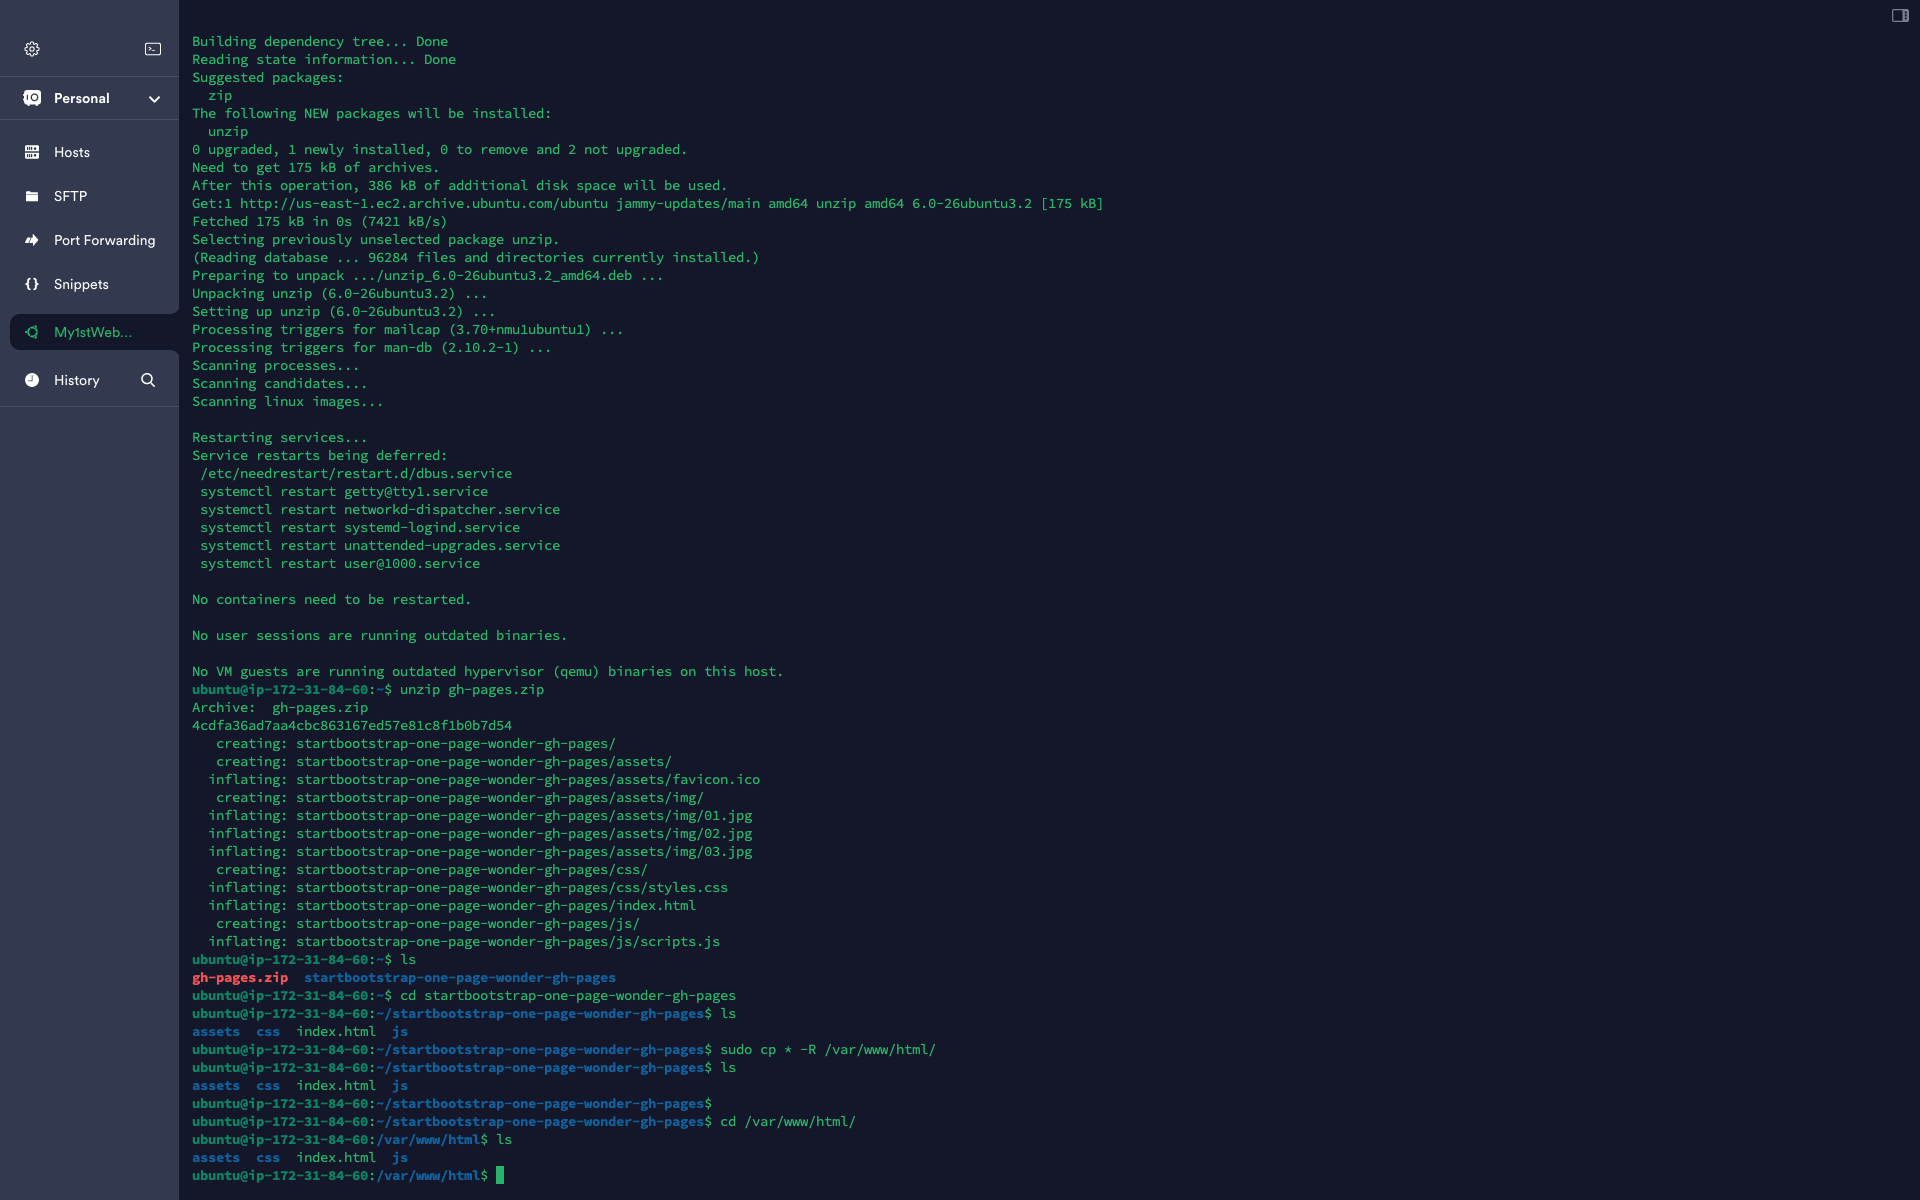 Personal
Hosts
SFTP
Port Forwarding
Snippets
My1stWeb...
History
Building dependency tree... Done
Reading state information... Done
Suggested packages:
  zip
The following NEW packages will be installed:
  unzip
0 upgraded, 1 newly installed, 0 to remove and 2 not upgraded.
Need to get 175 kB of archives.
After this operation, 386 kB of additional disk space will be used.
Get:1 http://us-east-1.ec2.archive.ubuntu.com/ubuntu jammy-updates/main amd64 unzip amd64 6.0-26ubuntu3.2 [175 kB]
Fetched 175 kB in 0s (7421 kB/s)
Selecting previously unselected package unzip.
(Reading database ... 96284 files and directories currently installed.)
Preparing to unpack .../unzip_6.0-26ubuntu3.2_amd64.deb ...
Unpacking unzip (6.0-26ubuntu3.2) ...
Setting up unzip (6.0-26ubuntu3.2) ...
Processing triggers for mailcap (3.70+nmu1ubuntu1) ...
Processing triggers for man-db (2.10.2-1) ...
Scanning processes...
Scanning candidates...
Scanning linux images...

Restarting services...
Service restarts being deferred:
 /etc/needrestart/restart.d/dbus.service
 systemctl restart getty@tty1.service
 systemctl restart networkd-dispatcher.service
 systemctl restart systemd-logind.service
 systemctl restart unattended-upgrades.service
 systemctl restart user@1000.service

No containers need to be restarted.

No user sessions are running outdated binaries.

No VM guests are running outdated hypervisor (qemu) binaries on this host.
ubuntu@ip-172-31-84-60:~$ unzip gh-pages.zip
Archive:  gh-pages.zip
4cdfa36ad7aa4cbc863167ed57e81c8f1b0b7d54
   creating: startbootstrap-one-page-wonder-gh-pages/
   creating: startbootstrap-one-page-wonder-gh-pages/assets/
  inflating: startbootstrap-one-page-wonder-gh-pages/assets/favicon.ico
   creating: startbootstrap-one-page-wonder-gh-pages/assets/img/
  inflating: startbootstrap-one-page-wonder-gh-pages/assets/img/01.jpg
  inflating: startbootstrap-one-page-wonder-gh-pages/assets/img/02.jpg
  inflating: startbootstrap-one-page-wonder-gh-pages/assets/img/03.jpg
   creating: startbootstrap-one-page-wonder-gh-pages/css/
  inflating: startbootstrap-one-page-wonder-gh-pages/css/styles.css
  inflating: startbootstrap-one-page-wonder-gh-pages/index.html
   creating: startbootstrap-one-page-wonder-gh-pages/js/
  inflating: startbootstrap-one-page-wonder-gh-pages/js/scripts.js
ubuntu@ip-172-31-84-60:~$ ls
gh-pages.zip  startbootstrap-one-page-wonder-gh-pages
ubuntu@ip-172-31-84-60:~$ cd startbootstrap-one-page-wonder-gh-pages
ubuntu@ip-172-31-84-60:~/startbootstrap-one-page-wonder-gh-pages$ ls
assets  css  index.html  js
ubuntu@ip-172-31-84-60:~/startbootstrap-one-page-wonder-gh-pages$ sudo cp * -R /var/www/html/
ubuntu@ip-172-31-84-60:~/startbootstrap-one-page-wonder-gh-pages$ ls
assets  css  index.html  js
ubuntu@ip-172-31-84-60:~/startbootstrap-one-page-wonder-gh-pages$
ubuntu@ip-172-31-84-60:~/startbootstrap-one-page-wonder-gh-pages$ cd /var/www/html/
ubuntu@ip-172-31-84-60:/var/www/html$ ls
assets  css  index.html  js
ubuntu@ip-172-31-84-60:/var/www/html$